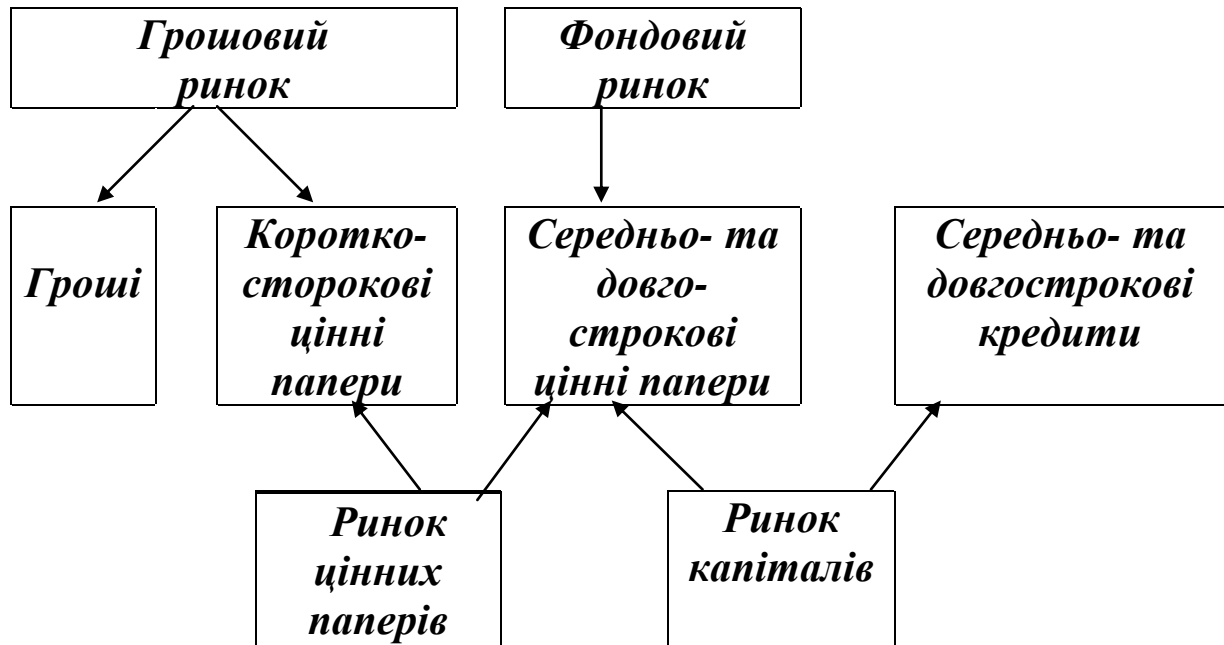 Грошовий
ринок
Фондовий
ринок
Гроші
Коротко-
сторокові
цінні
папери
Середньо- та
довго-
строкові
цінні папери
Середньо- та
довгострокові
кредити
Ринок
цінних
паперів
Ринок
капіталів